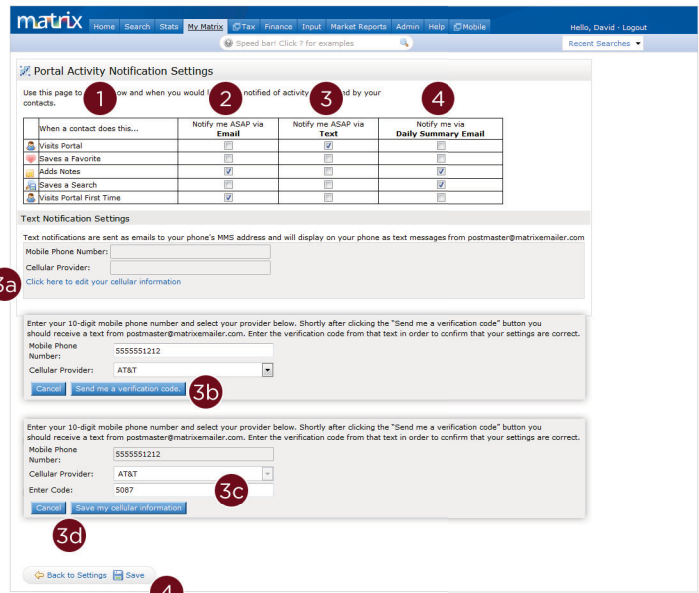 matrix Home Search Stats My Matrix Tax Finance Input Market Reports Admin Help Mobile Hello, David · Logout
Speed bar! Click ? for examples Recent Searches
Portal Activity Notification Settings
Use this page to ow and when you would l notified of activity d by your
contacts.
1 2 3 4
When a contact does this... Notify me ASAP via Email Notify me ASAP via Text Notify me via Daily Summary Email
Visits Portal
Saves a Favorite
Adds Notes
Saves a Search
Visits Portal First Time
Text Notification Settings
Text notifications are sent as emails to your phone's MMS address and will display on your phone as text messages from postmaster@matrixemailer.com
Mobile Phone Number:
Cellular Provider:
3a Click here to edit your cellular information
Enter your 10-digit mobile phone number and select your provider below. Shortly after clicking the "Send me a verification code" button you
should receive a text from postmaster@matrixemailer.com. Enter the verification code from that text in order to confirm that your settings are correct.
Mobile Phone Number: 5555551212
Cellular Provider: AT&T
Cancel Send me a verification code. 3b
Enter your 10-digit mobile phone number and select your provider below. Shortly after clicking the "Send me a verification code" button you
should receive a text from postmaster@matrixemailer.com. Enter the verification code from that text in order to confirm that your settings are correct.
Mobile Phone Number: 5555551212
Cellular Provider: AT&T
Enter Code: 5087 3c
Cancel Save my cellular information
3d
Back to Settings Save
4